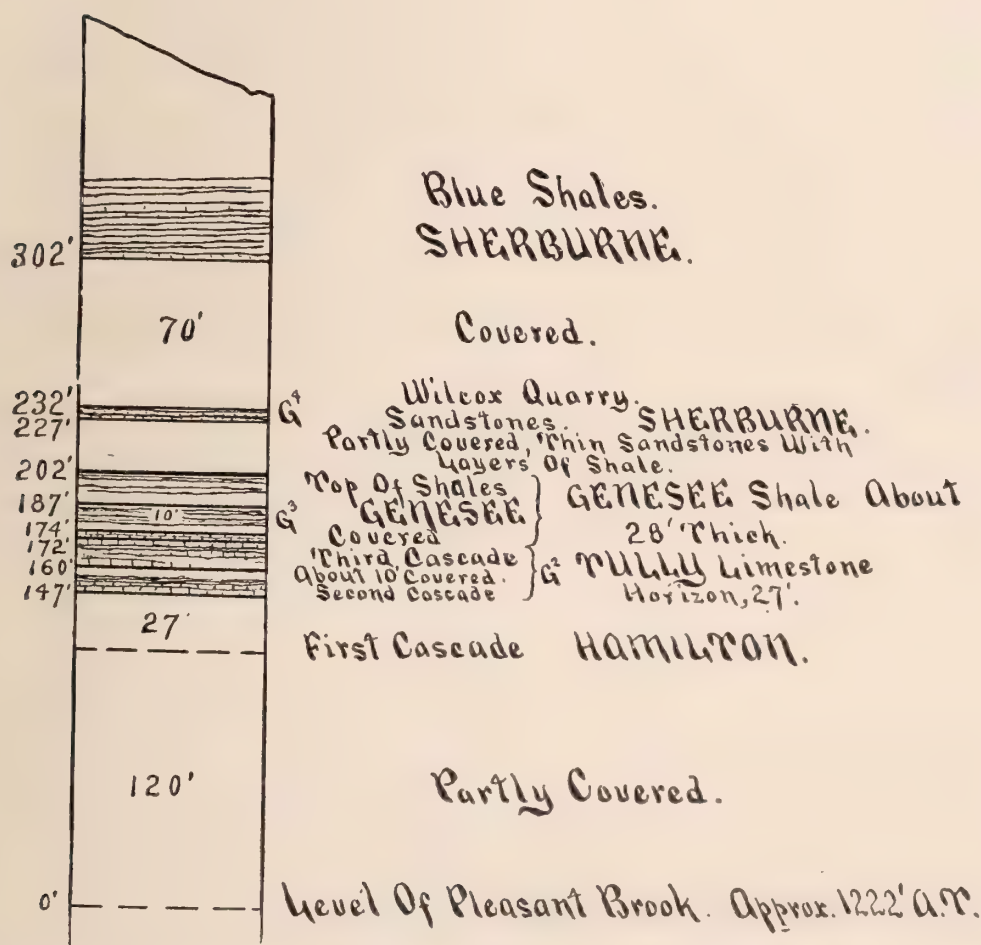 Blue Shales.
SHERBURNE.
302'
70'
Covered.
232'
G⁴
Wilcox Quarry.
227'
Sandstones. SHERBURNE.
Partly Covered, Thin Sandstones With
Layers Of Shale.
202'
Top Of Shales
GENESEE Shale About
187'
10'
G³
GENESEE
174'
Covered
28' Thick.
172'
Third Cascade
160'
About 10' Covered.
G²
TULLY Limestone
147'
Second Cascade
Horizon, 27'.
27'
First Cascade HAMILTON.
120'
Partly Covered.
0'
Level Of Pleasant Brook. Approx. 1222' A.T.